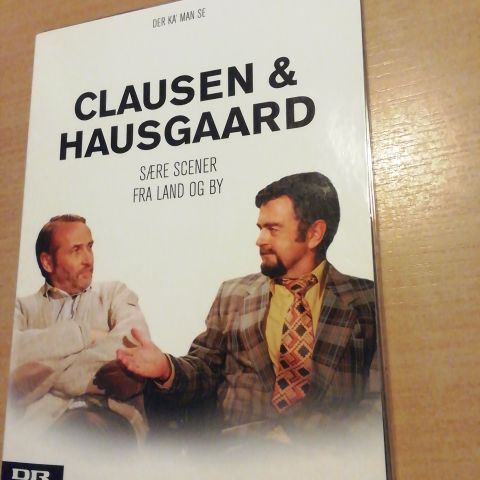 DER KA' MAN SE
CLAUSEN &
HAUSGAARD
SÆRE SCENER
FRA LAND OG BY
DR